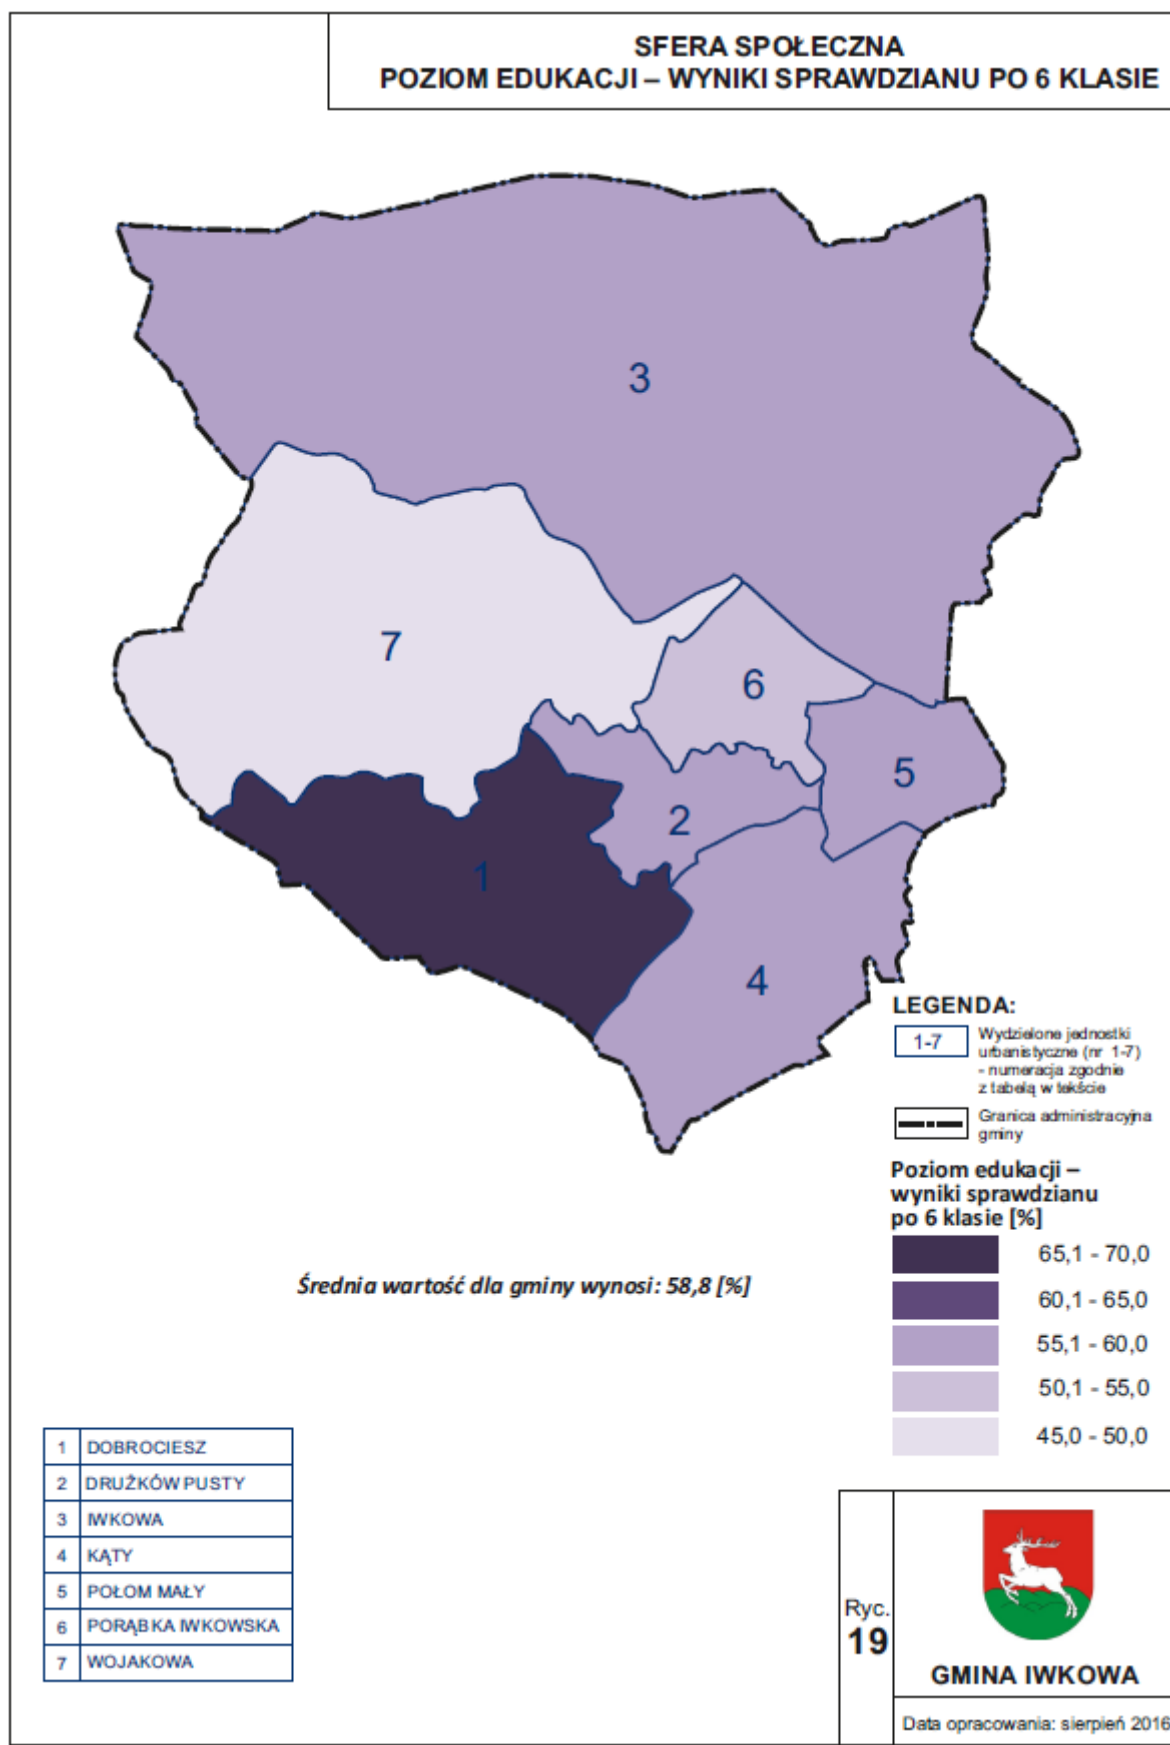 SFERA SPOŁECZNA
POZIOM EDUKACJI – WYNIKI SPRAWDZIANU PO 6 KLASIE
3
7
6
5
2
1
4
LEGENDA:
1-7
Wydzielone jednostki
urbanistyczne (nr 1-7)
- numeracja zgodnie
z tabelą w tekście
Granica administracyjna
gminy
Poziom edukacji –
wyniki sprawdzianu
po 6 klasie [%]
65,1 - 70,0
60,1 - 65,0
55,1 - 60,0
50,1 - 55,0
45,0 - 50,0
Średnia wartość dla gminy wynosi: 58,8 [%]
1 DOBROCIESZ
2 DRUŻKÓW PUSTY
3 IWKOWA
4 KĄTY
5 POŁOM MAŁY
6 PORĄBKA IWKOWSKA
7 WOJAKOWA
Ryc.
19
GMINA IWKOWA
Data opracowania: sierpień 2016